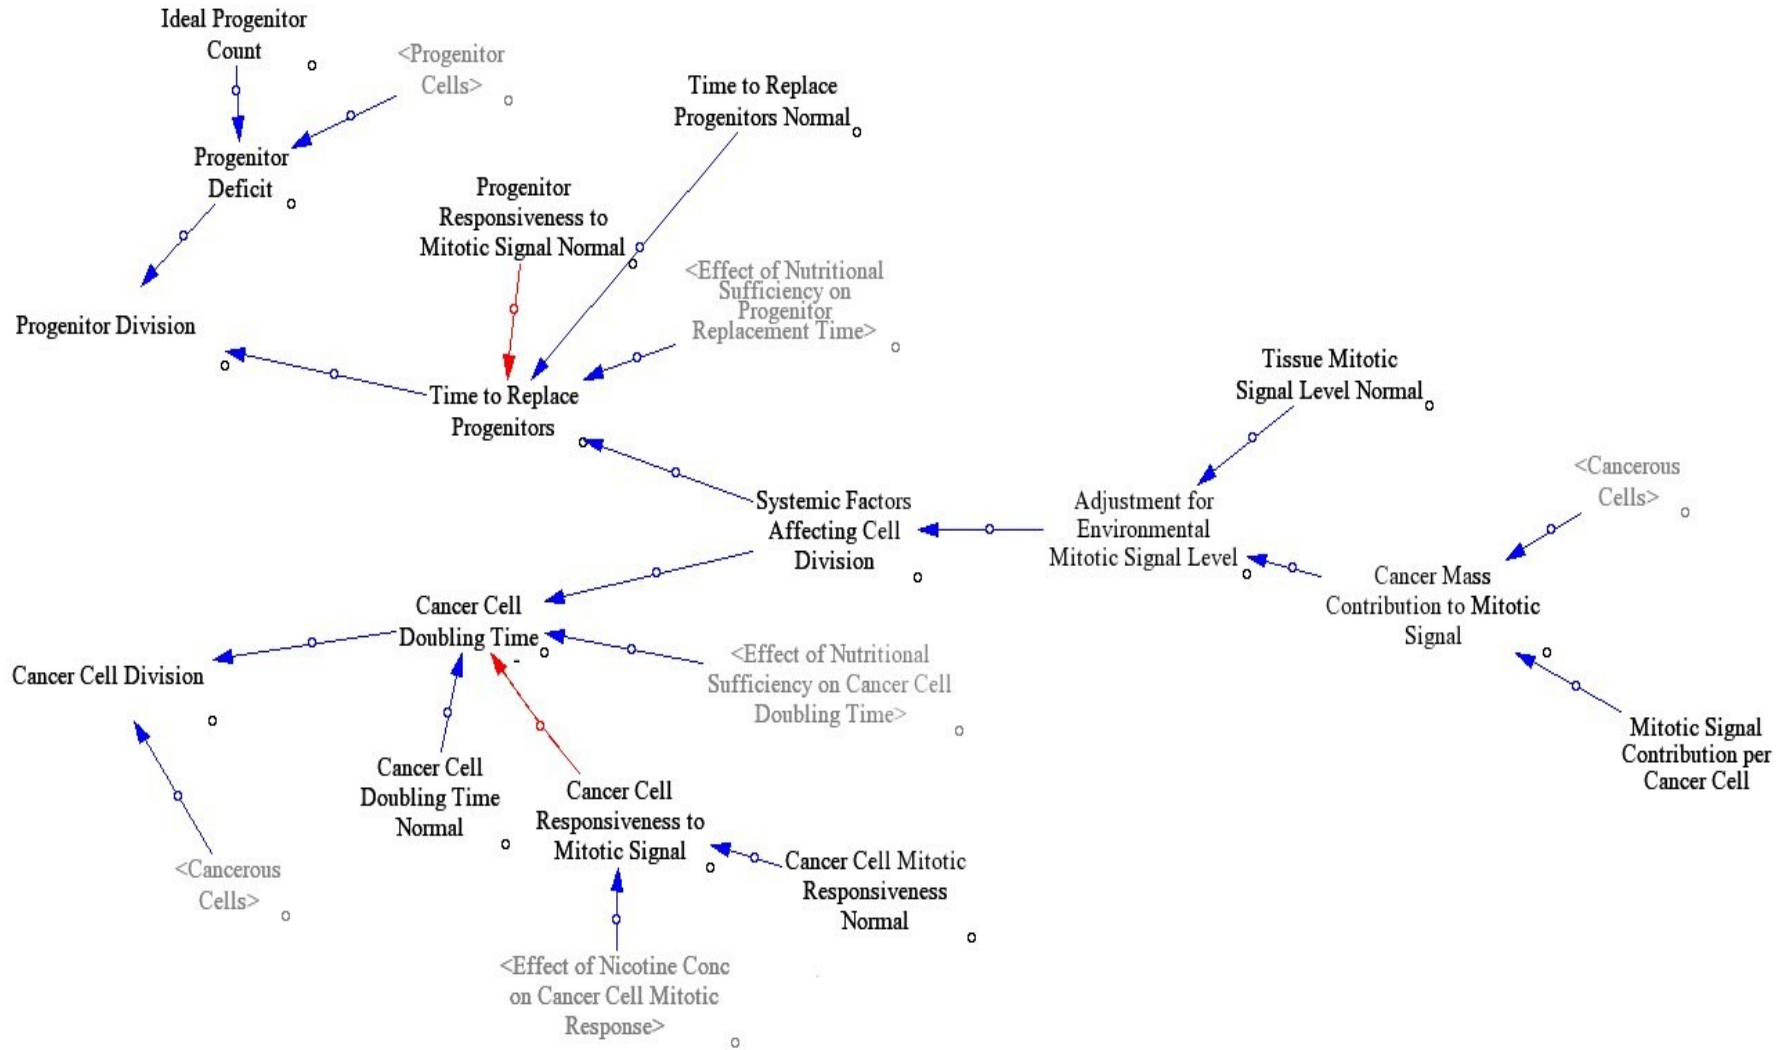 Ideal Progenitor
Count
<Progenitor
Cells>
Time to Replace
Progenitors Normal
Progenitor
Deficit
Progenitor
Responsiveness to
Mitotic Signal Normal
<Effect of Nutritional
Sufficiency on
Progenitor
Replacement Time>
Progenitor Division
Time to Replace
Progenitors
Tissue Mitotic
Signal Level Normal
<Cancerous
Cells>
Systemic Factors
Affecting Cell
Division
Adjustment for
Environmental
Mitotic Signal Level
Cancer Mass
Contribution to Mitotic
Signal
Cancer Cell
Doubling Time
<Effect of Nutritional
Sufficiency on Cancer Cell
Doubling Time>
Cancer Cell Division
Mitotic Signal
Contribution per
Cancer Cell
Cancer Cell
Doubling Time
Normal
Cancer Cell
Responsiveness to
Mitotic Signal
Cancer Cell Mitotic
Responsiveness
Normal
<Cancerous
Cells>
<Effect of Nicotine Conc
on Cancer Cell Mitotic
Response>